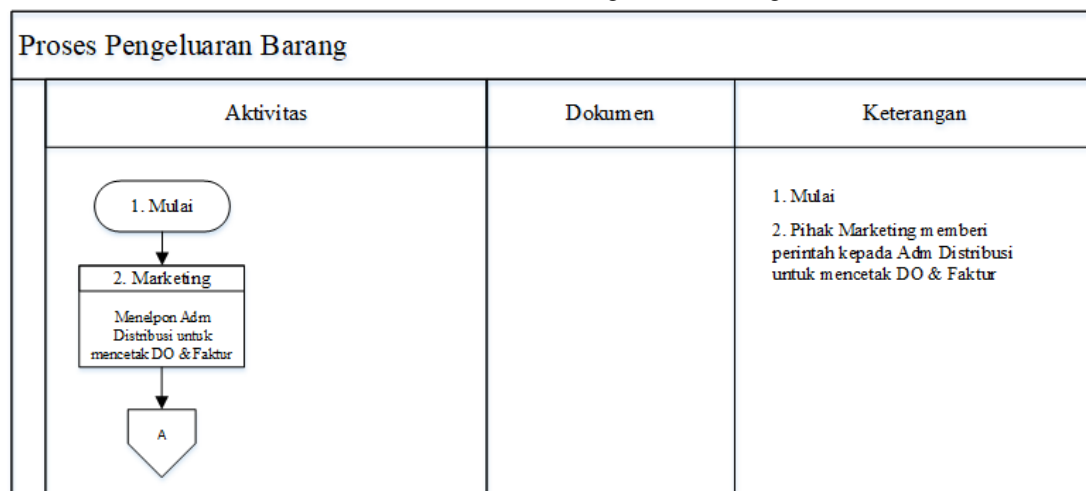 Proses Pengeluaran Barang
Aktivitas
Dokumen
Keterangan
1. Mulai
2. Marketing
Menelpon Adm
Distribusi untuk
mencetak DO & Faktur
A
1. Mulai
2. Pihak Marketing memberi
perintah kepada Adm Distribusi
untuk mencetak DO & Faktur